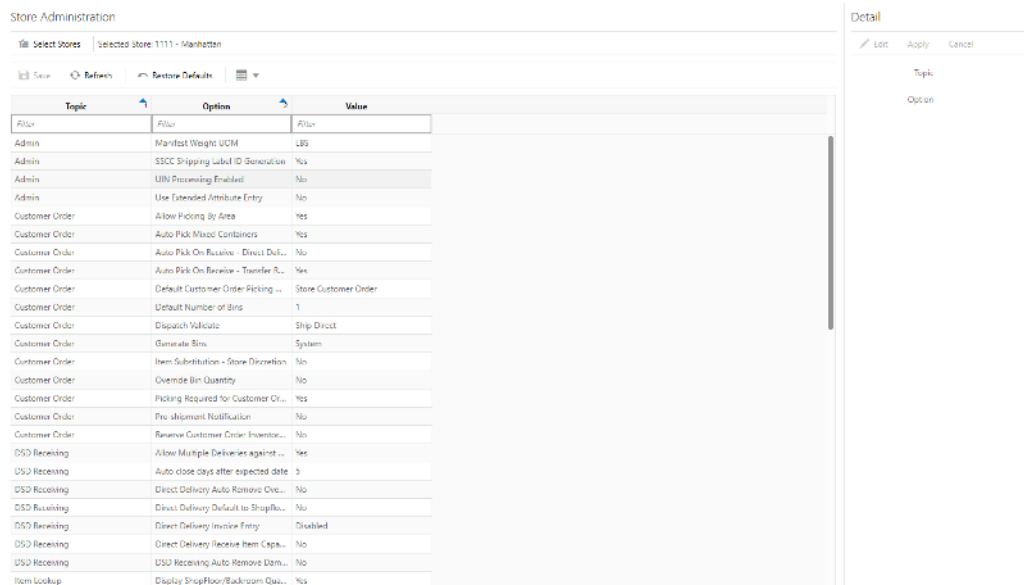 Store Administration
Select Stores Selected Store: 1111 - Manhattan
Save Refresh Restore Defaults
Topic Option Value
Filter Filter Filter
Admin Manifest Weight UOM LBS
Admin SSCC Shipping Label ID Generation Yes
Admin UIN Processing Enabled No
Admin Use Extended Attribute Entry No
Customer Order Allow Picking By Area Yes
Customer Order Auto Pick Mixed Containers Yes
Customer Order Auto Pick On Receive - Direct Deli... No
Customer Order Auto Pick On Receive - Transfer R... Yes
Customer Order Default Customer Order Picking ... Store Customer Order
Customer Order Default Number of Bins 1
Customer Order Dispatch Validate Ship Direct
Customer Order Generate Bins System
Customer Order Item Substitution - Store Discretion No
Customer Order Override Bin Quantity No
Customer Order Picking Required for Customer Or... Yes
Customer Order Pre-shipment Notification No
Customer Order Reserve Customer Order Inventor... No
DSD Receiving Allow Multiple Deliveries against ... Yes
DSD Receiving Auto close days after expected date 5
DSD Receiving Direct Delivery Auto Remove Ove... No
DSD Receiving Direct Delivery Default to Shopflo... No
DSD Receiving Direct Delivery Invoice Entry Disabled
DSD Receiving Direct Delivery Receive Item Capa... No
DSD Receiving DSD Receiving Auto Remove Dam... No
Item Lookup Display ShopFloor/Backroom Qua... Yes
Detail
Edit Apply Cancel
Topic
Option